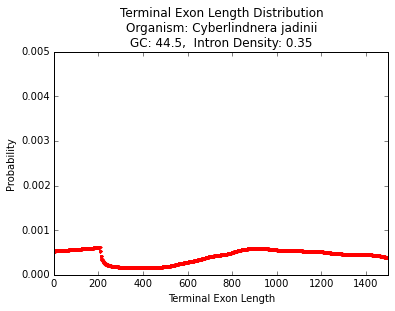 Terminal Exon Length Distribution
Organism: Cyberlindnera jadinii
GC: 44.5,  Intron Density: 0.35
0.005
0.004
0.003
0.002
0.001
0.000
Probability
0 200 400 600 800 1000 1200 1400
Terminal Exon Length